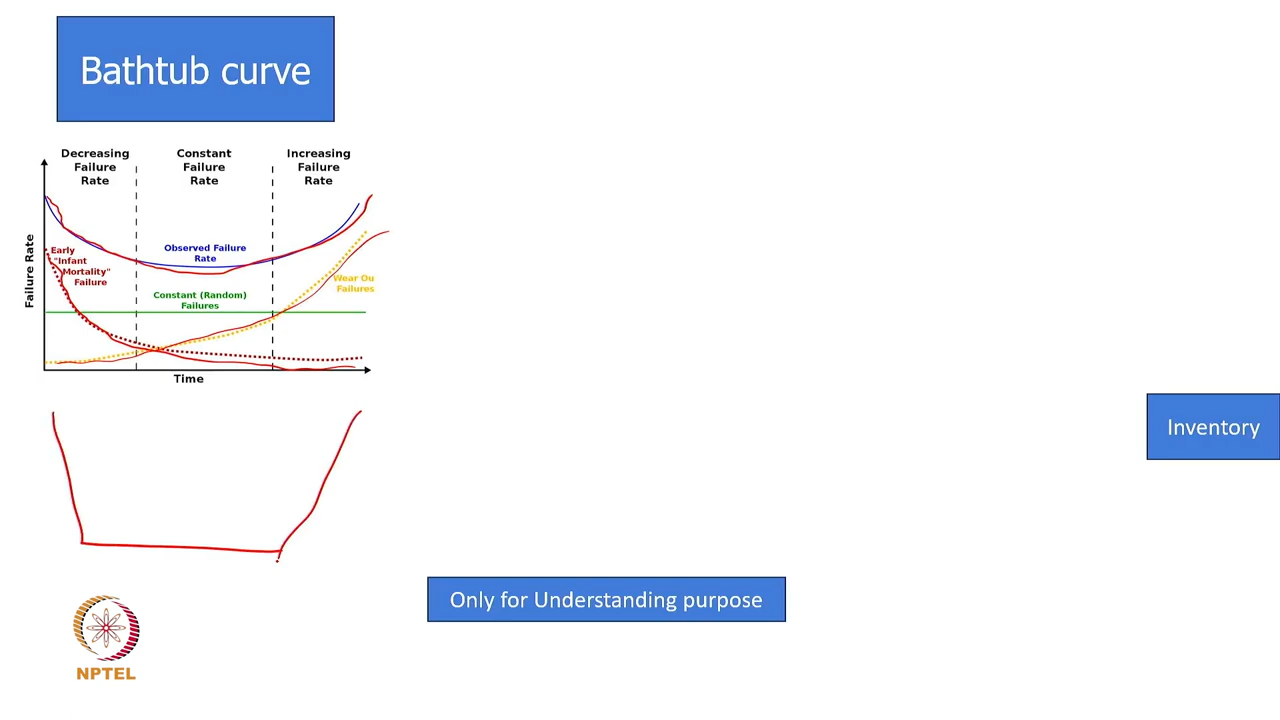 Bathtub curve
Decreasing
Failure
Rate
Constant
Failure
Rate
Increasing
Failure
Rate
Failure Rate
Early
"Infant
Mortality"
Failure
Observed Failure
Rate
Constant (Random)
Failures
Wear Ou
Failures
Time
Inventory
Only for Understanding purpose
NPTEL